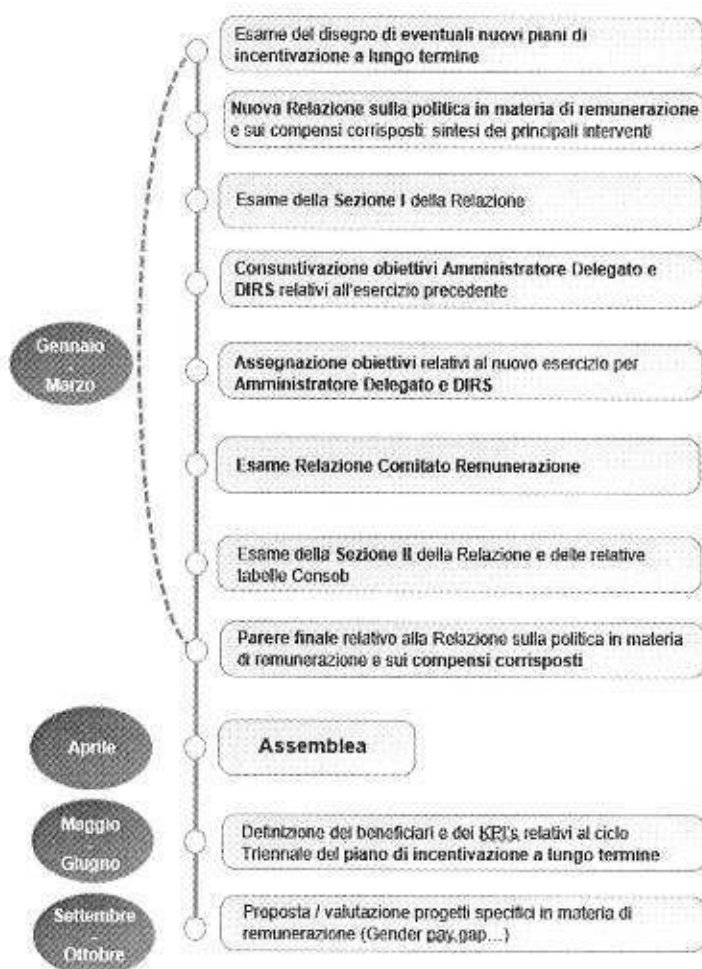 Esame del disegno di eventuali nuovi piani di
incentivazione a lungo termine
Nuova Relazione sulla politica in materia di remunerazione
e sui compensi corrisposti: sintesi dei principali interventi
Esame della Sezione I della Relazione
Consuntivazione obiettivi Amministratore Delegato e
DIRS relativi all'esercizio precedente
Gennaio
-
Marzo
Assegnazione obiettivi relativi al nuovo esercizio per
Amministratore Delegato e DIRS
Esame Relazione Comitato Remunerazione
Esame della Sezione II della Relazione e delle relative
tabelle Consob
Parere finale relativo alla Relazione sulla politica in materia
di remunerazione e sui compensi corrisposti
Aprile
Assemblea
Maggio
-
Giugno
Definizione dei beneficiari e dei KPI's relativi al ciclo
Triennale del piano di incentivazione a lungo termine
Settembre
-
Ottobre
Proposta / valutazione progetti specifici in materia di
remunerazione (Gender pay gap...)